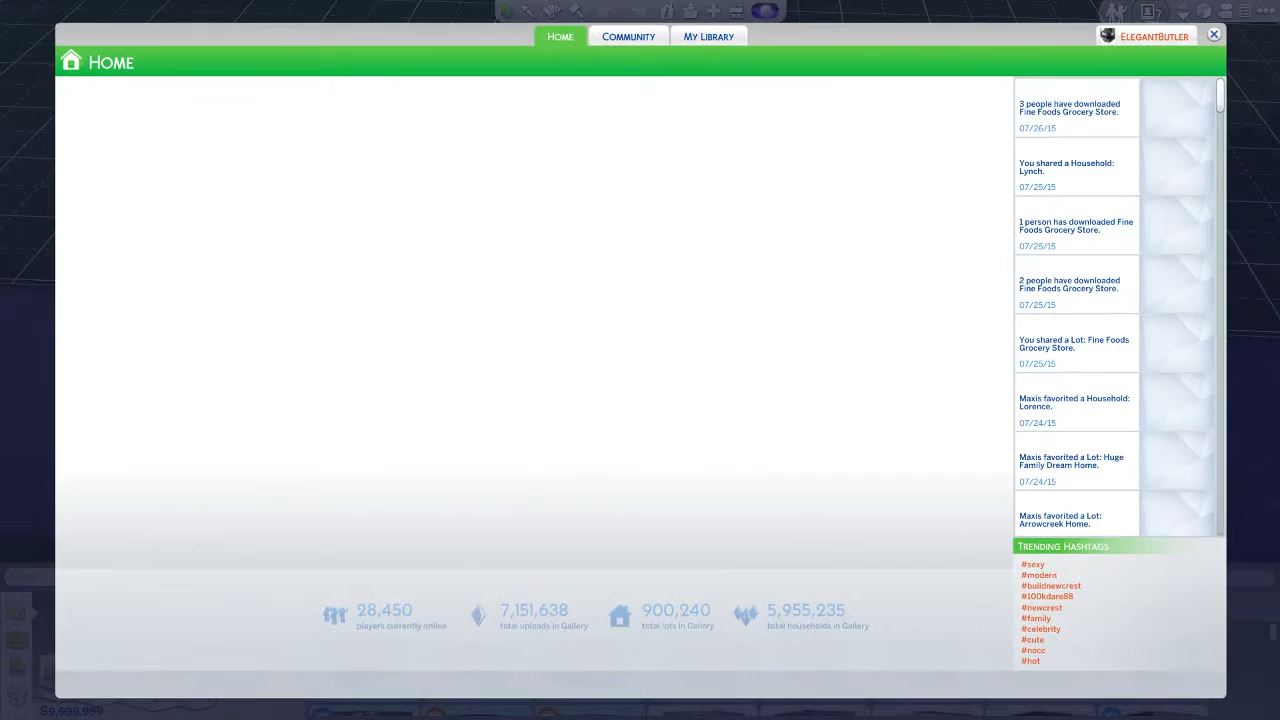 HOME
COMMUNITY
MY LIBRARY
ELEGANTBUTLER
HOME
3 people have downloaded
Fine Foods Grocery Store.
07/26/15
You shared a Household:
Lynch.
07/25/15
1 person has downloaded Fine
Foods Grocery Store.
07/25/15
2 people have downloaded
Fine Foods Grocery Store.
07/25/15
You shared a Lot: Fine Foods
Grocery Store.
07/25/15
Maxis favorited a Household:
Lorence.
07/24/15
Maxis favorited a Lot: Huge
Family Dream Home.
07/24/15
Maxis favorited a Lot:
Arrowcreek Home.
TRENDING HASHTAGS
#sexy
#modern
#buildnewcrest
#100kdare88
#newcrest
#family
#celebrity
#cute
#nocc
#hot
28,450
players currently online
7,151,638
total uploads in Gallery
900,240
total lots in Gallery
5,955,235
total households in Gallery
§9,999,999